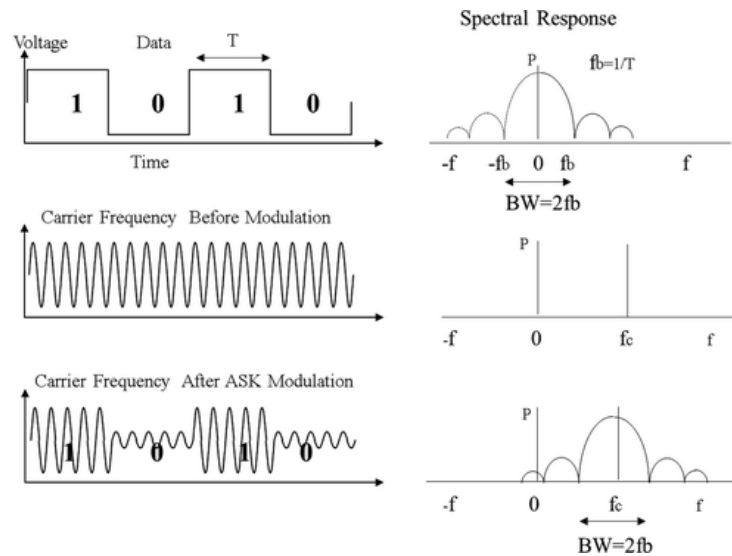 Spectral Response
Voltage Data T
P fb=1/T
1 0 1 0
Time
-f -fb 0 fb f
BW=2fb
Carrier Frequency Before Modulation
P
-f 0 fc f
Carrier Frequency After ASK Modulation
P
1 0 1 0
-f 0 fc f
BW=2fb